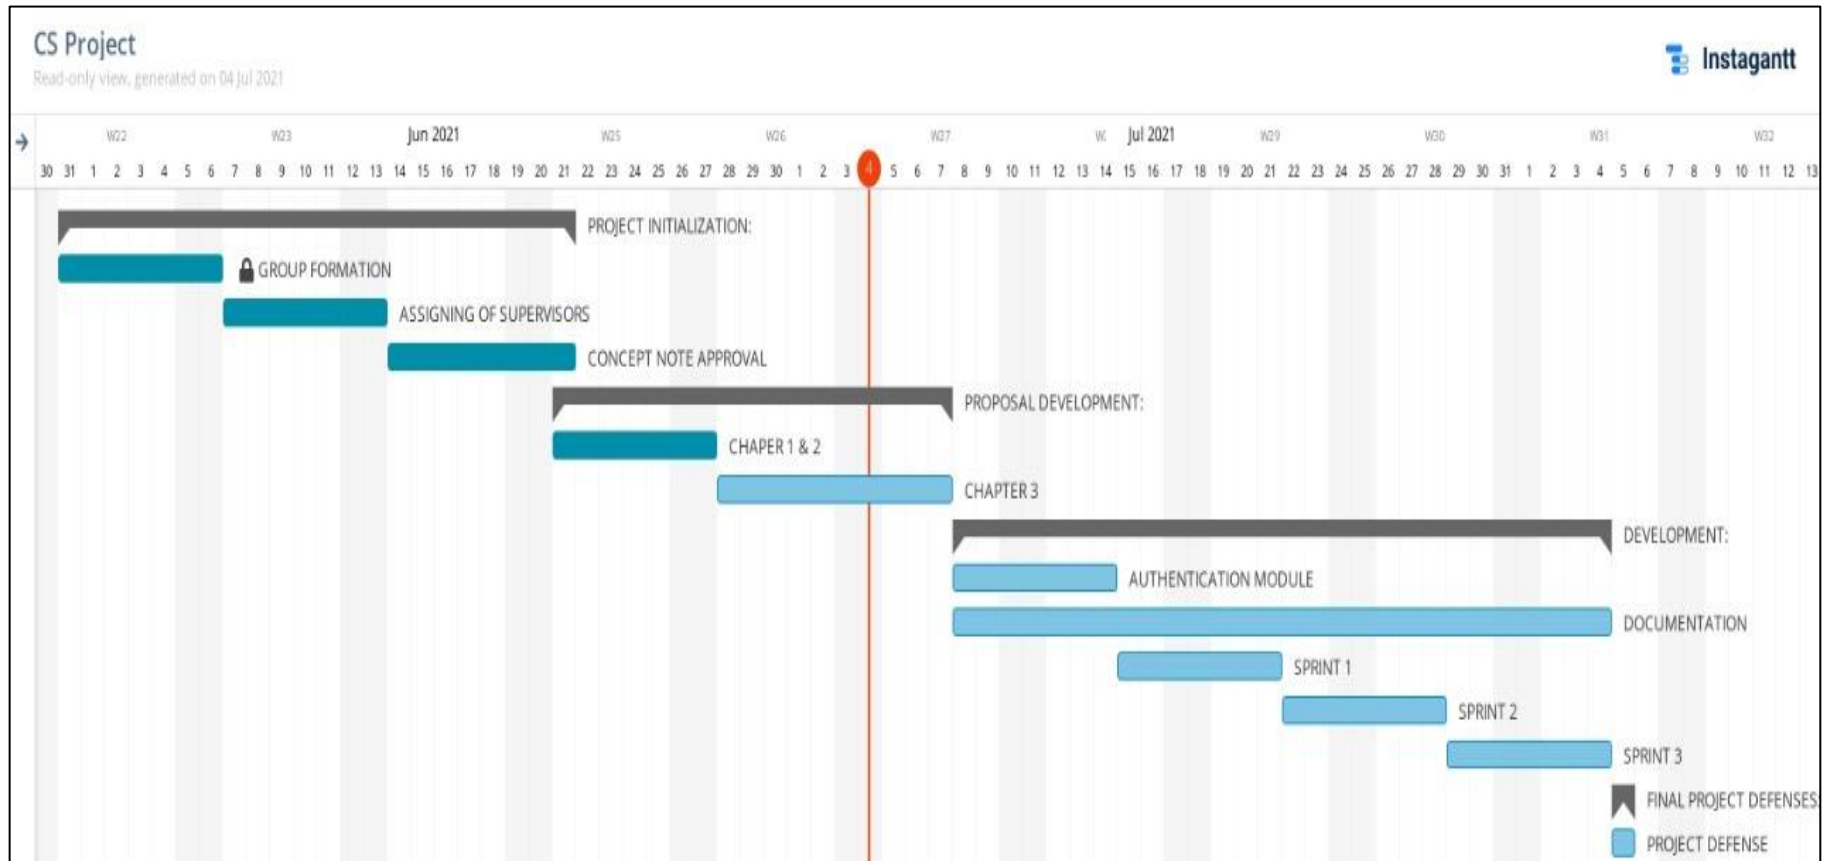 CS Project
Instagantt
Read-only view, generated on 04 Jul 2021
W22 W23 Jun 2021 W25 W26 W27 W. Jul 2021 W29 W30 W31 W32
30 31 1 2 3 4 5 6 7 8 9 10 11 12 13 14 15 16 17 18 19 20 21 22 23 24 25 26 27 28 29 30 1 2 3 4 5 6 7 8 9 10 11 12 13 14 15 16 17 18 19 20 21 22 23 24 25 26 27 28 29 30 31 1 2 3 4 5 6 7 8 9 10 11 12 13
PROJECT INITIALIZATION:
GROUP FORMATION
ASSIGNING OF SUPERVISORS
CONCEPT NOTE APPROVAL
PROPOSAL DEVELOPMENT:
CHAPER 1 & 2
CHAPTER 3
DEVELOPMENT:
AUTHENTICATION MODULE
DOCUMENTATION
SPRINT 1
SPRINT 2
SPRINT 3
FINAL PROJECT DEFENSES:
PROJECT DEFENSE